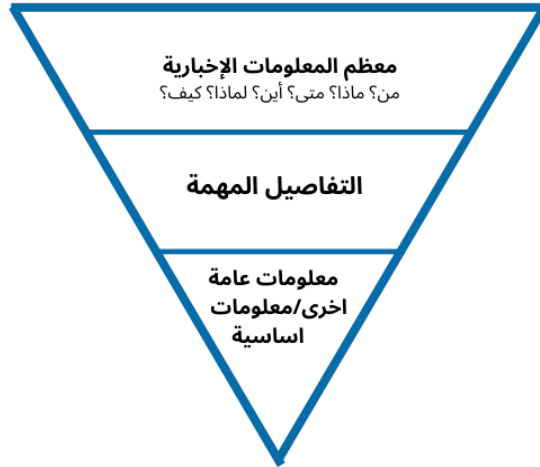 معظم المعلومات الإخبارية
من؟ ماذا؟ متى؟ أين؟ لماذا؟ كيف؟
التفاصيل المهمة
معلومات عامة
اخرى/معلومات
اساسية